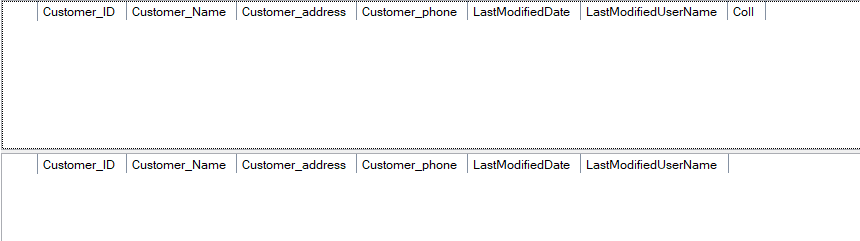 Customer_ID Customer_Name Customer_address Customer_phone LastModifiedDate LastModifiedUserName Coll
Customer_ID Customer_Name Customer_address Customer_phone LastModifiedDate LastModifiedUserName